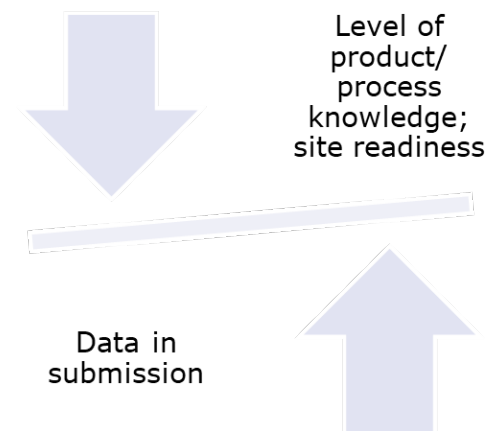 Level of
product/
process
knowledge;
site readiness
Data in
submission